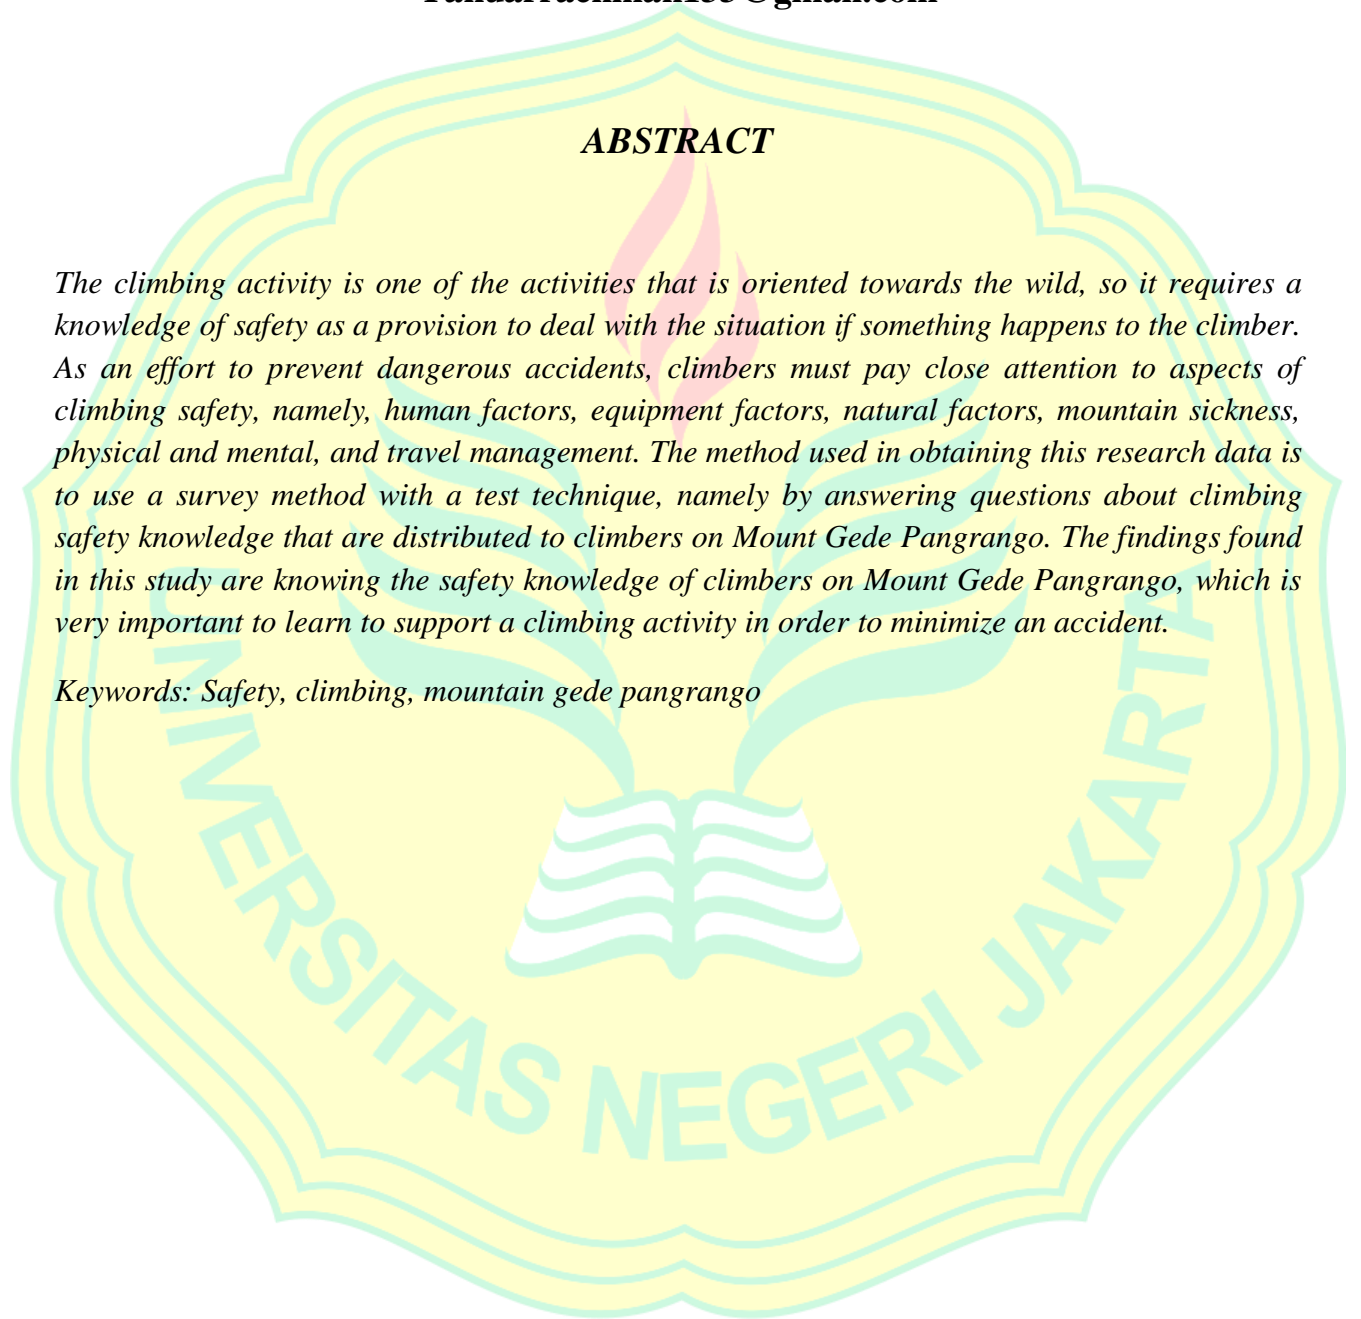 ABSTRACT
The climbing activity is one of the activities that is oriented towards the wild, so it requires a
knowledge of safety as a provision to deal with the situation if something happens to the climber.
As an effort to prevent dangerous accidents, climbers must pay close attention to aspects of
climbing safety, namely, human factors, equipment factors, natural factors, mountain sickness,
physical and mental, and travel management. The method used in obtaining this research data is
to use a survey method with a test technique, namely by answering questions about climbing
safety knowledge that are distributed to climbers on Mount Gede Pangrango. The findings found
in this study are knowing the safety knowledge of climbers on Mount Gede Pangrango, which is
very important to learn to support a climbing activity in order to minimize an accident.
Keywords: Safety, climbing, mountain gede pangrango
UNIVERSITAS NEGERI JAKARTA